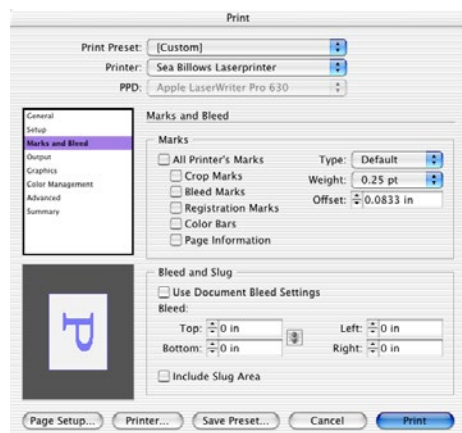 Print
Print Preset: [Custom]
Printer: Sea Billows Laserprinter
PPD: Apple LaserWriter Pro 630
General
Setup
Marks and Bleed
Output
Graphics
Color Management
Advanced
Summary
Marks and Bleed
Marks
All Printer's Marks
Crop Marks
Bleed Marks
Registration Marks
Color Bars
Page Information
Type: Default
Weight: 0.25 pt
Offset: 0.0833 in
P
Bleed and Slug
Use Document Bleed Settings
Bleed:
Top: 0 in Left: 0 in
Bottom: 0 in Right: 0 in
Include Slug Area
Page Setup... Printer... Save Preset... Cancel Print